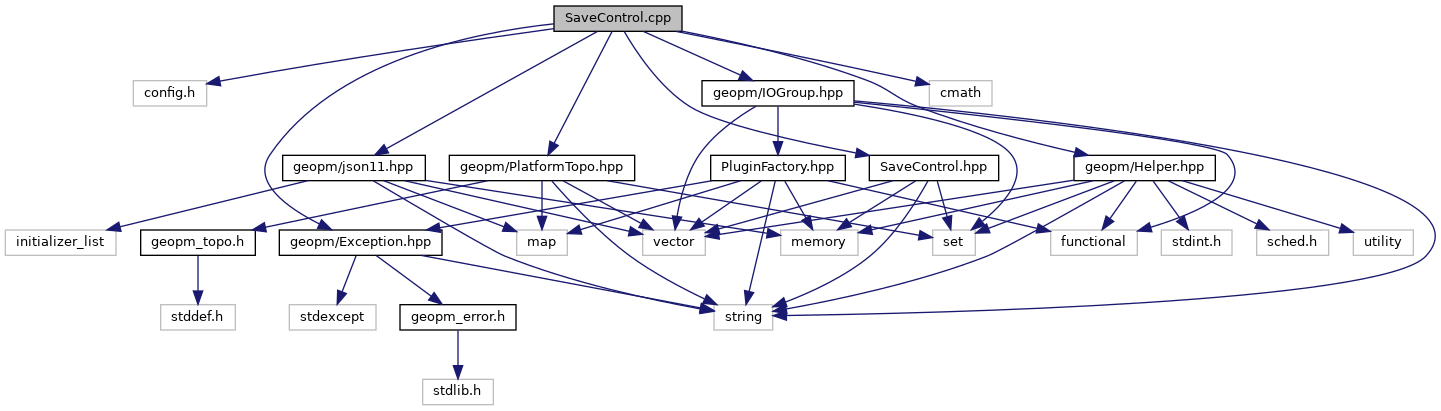 SaveControl.cpp
config.h
geopm/IOGroup.hpp
cmath
geopm/json11.hpp
geopm/PlatformTopo.hpp
PluginFactory.hpp
SaveControl.hpp
geopm/Helper.hpp
initializer_list
geopm_topo.h
geopm/Exception.hpp
map
vector
memory
set
functional
stdint.h
sched.h
utility
stddef.h
stdexcept
geopm_error.h
string
stdlib.h